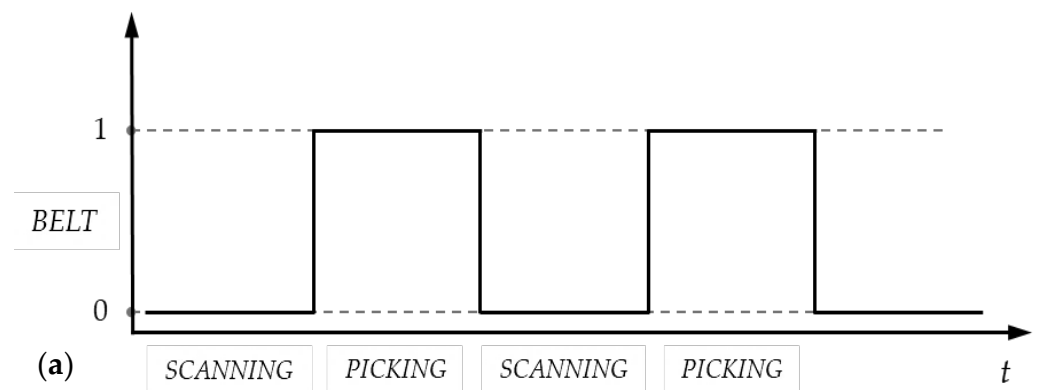 1
BELT
0
(a) SCANNING PICKING SCANNING PICKING t